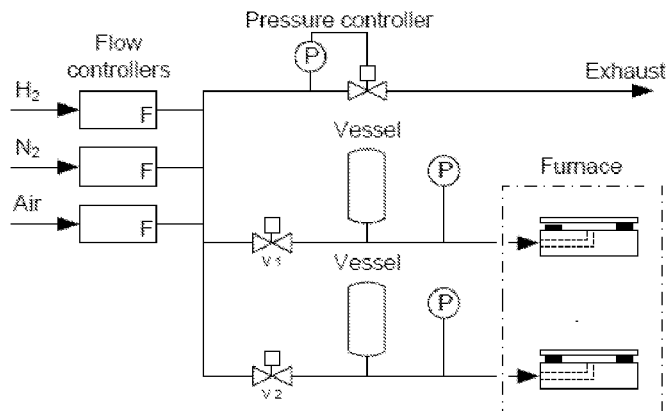 Pressure controller
Flow
controllers
P
Exhaust
H₂
F
Vessel
Furnace
N₂
F
P
Air
F
V1
Vessel
P
V2